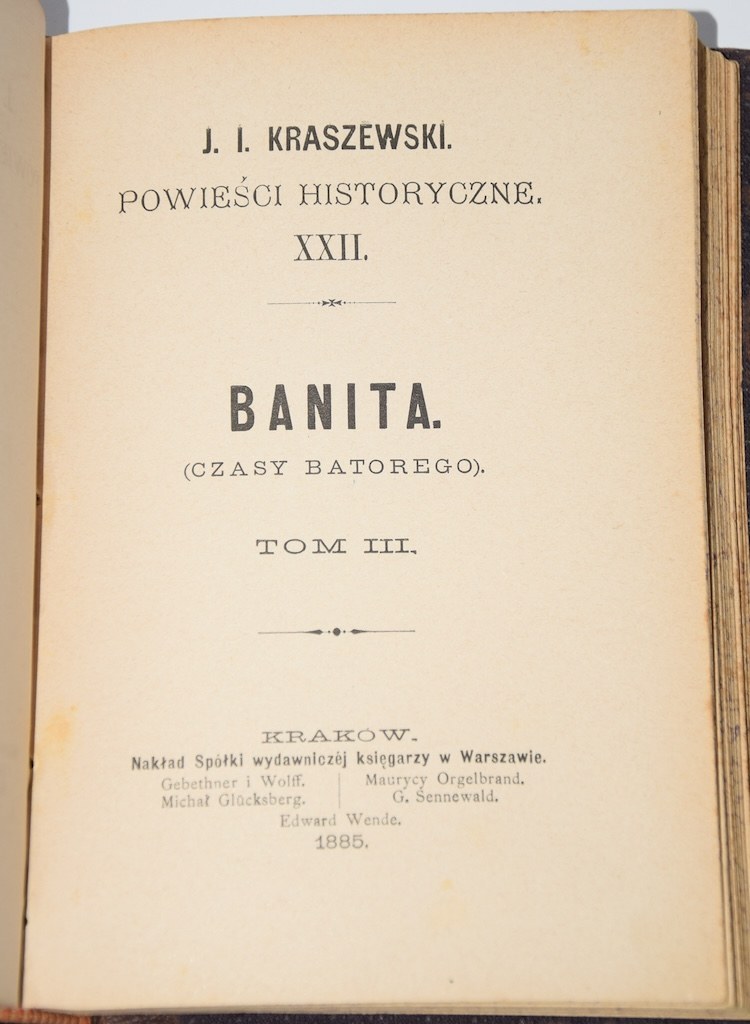 J. I. KRASZEWSKI.
POWIEŚCI HISTORYCZNE.
XXII.
BANITA.
(CZASY BATOREGO).
TOM III.
KRAKÓW.
Nakład Spółki wydawniczéj księgarzy w Warszawie.
Gebethner i Wolff. | Maurycy Orgelbrand.
Michał Glücksberg. | G. Sennewald.
Edward Wende.
1885.